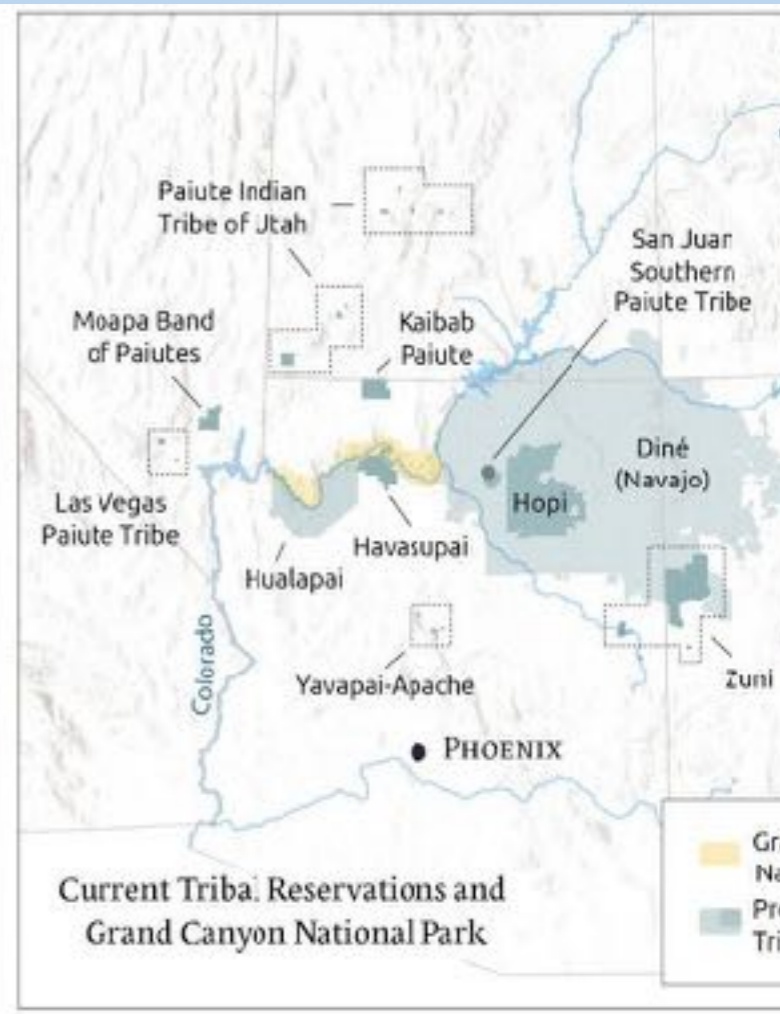 Paiute Indian
Tribe of Utah
San Juan
Southern
Paiute Tribe
Moapa Band
of Paiutes
Kaibab
Paiute
Diné
(Navajo)
Hopi
Las Vegas
Paiute Tribe
Havasupai
Hualapai
Colorado
Yavapai-Apache
Zuni
PHOENIX
Gr
Na
Pr
Tri
Current Tribal Reservations and
Grand Canyon National Park